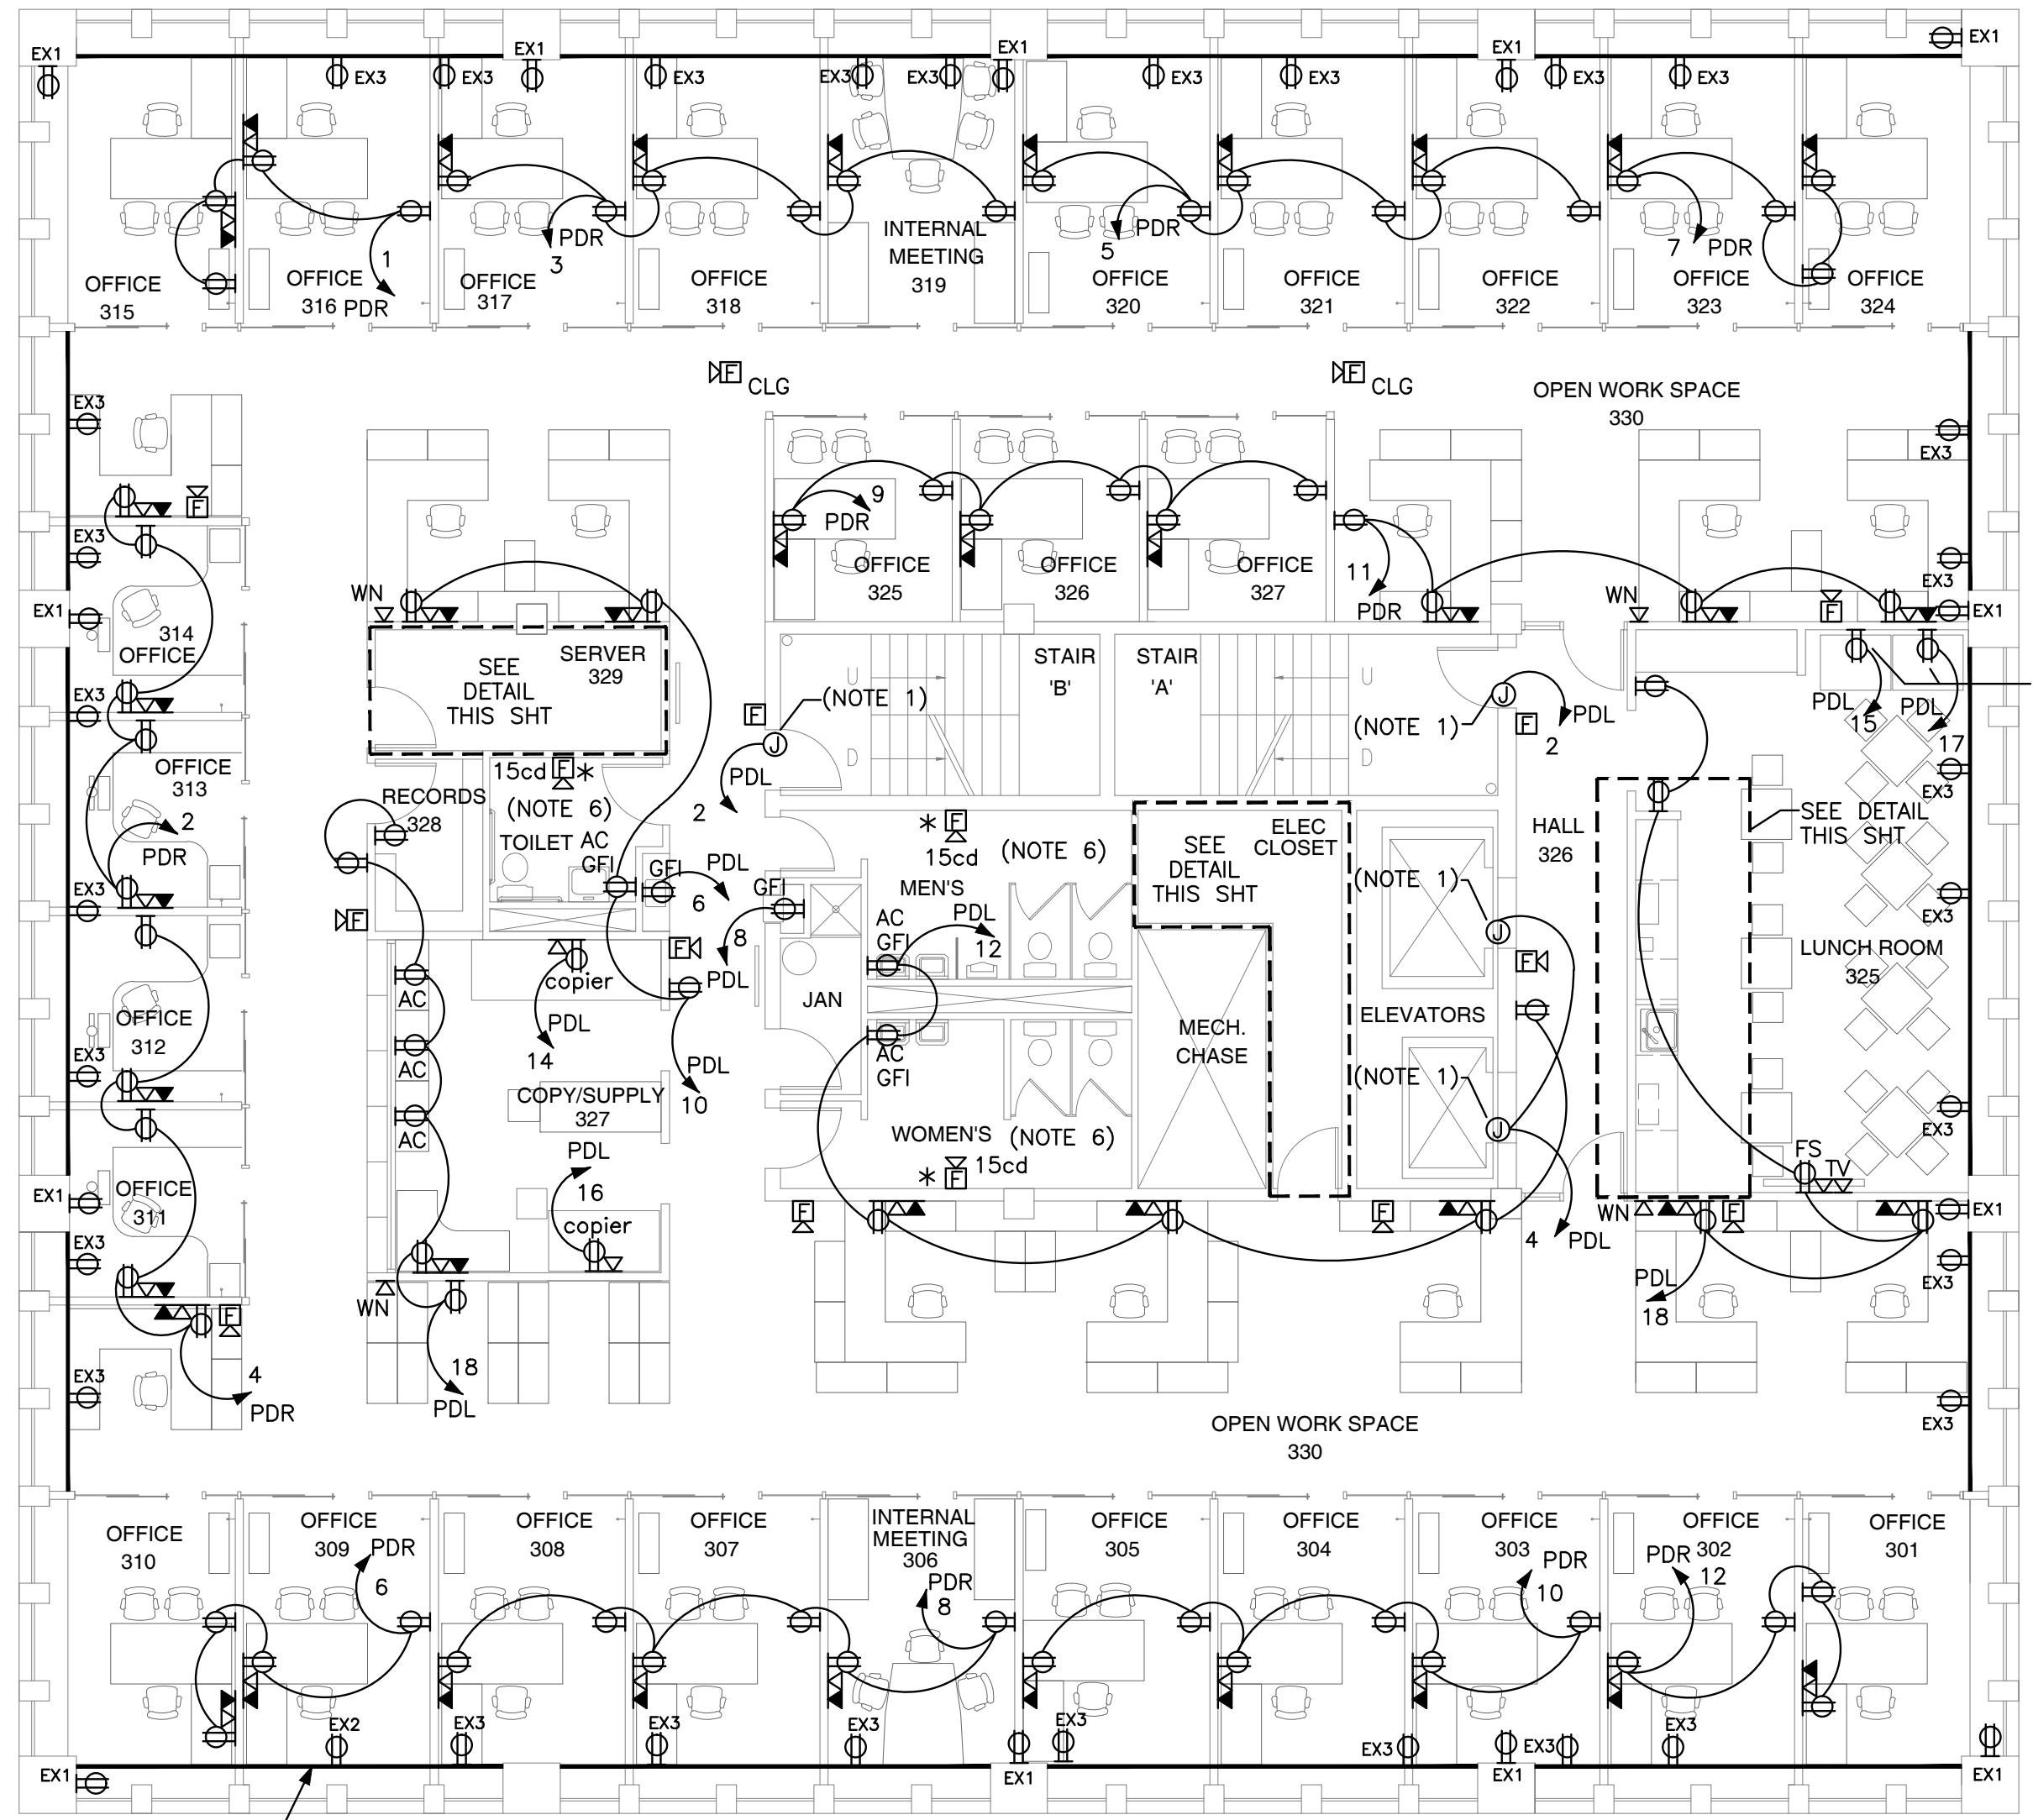 EX1
EX1
EX1
EX1
EX1
EX3
EX3
EX3
EX3
EX3
EX3
EX3
EX3
EX3
OFFICE
315
1
OFFICE
316
PDR
OFFICE
317
PDR
3
OFFICE
318
INTERNAL
MEETING
319
PDR
5
OFFICE
320
OFFICE
321
OFFICE
322
7
PDR
OFFICE
323
OFFICE
324
F
CLG
F
CLG
OPEN WORK SPACE
330
EX3
EX3
EX3
EX3
EX1
EX1
F
9
PDR
OFFICE
325
OFFICE
326
OFFICE
327
11
PDR
WN
WN
F
314
OFFICE
SEE
DETAIL
THIS SHT
SERVER
329
STAIR
'B'
STAIR
'A'
U
D
U
D
F
J
(NOTE 1)
PDL
2
(NOTE 1)
J
F
PDL
2
PDL
15
PDL
17
EX3
EX3
EX3
OFFICE
313
2
PDR
15cd
F
*
(NOTE 6)
TOILET
AC
GFI
RECORDS
328
GFI
PDL
6
GFI
8
PDL
*
F
15cd
(NOTE 6)
MEN'S
AC
GFI
PDL
12
SEE
DETAIL
THIS SHT
ELEC
CLOSET
HALL
326
SEE DETAIL
THIS SHT
(NOTE 1)
J
F
EX3
EX3
LUNCH ROOM
325
F
F
copier
PDL
14
AC
AC
AC
JAN
AC
GFI
MECH.
CHASE
ELEVATORS
(NOTE 1)
J
OFFICE
312
EX3
EX3
PDL
10
COPY/SUPPLY
327
PDL
16
copier
WOMEN'S
(NOTE 6)
*
F
15cd
FS
TV
OFFICE
311
EX1
EX1
EX3
EX3
F
F
F
4
PDL
WN
F
PDL
18
WN
F
18
PDL
4
PDR
EX3
EX3
OPEN WORK SPACE
330
OFFICE
310
OFFICE
309
PDR
6
OFFICE
308
OFFICE
307
INTERNAL
MEETING
306
PDR
8
OFFICE
305
OFFICE
304
OFFICE
303
PDR
10
OFFICE
302
PDR
12
OFFICE
301
EX2
EX3
EX3
EX3
EX3
EX3
EX3
EX3
EX1
EX1
EX1
EX1